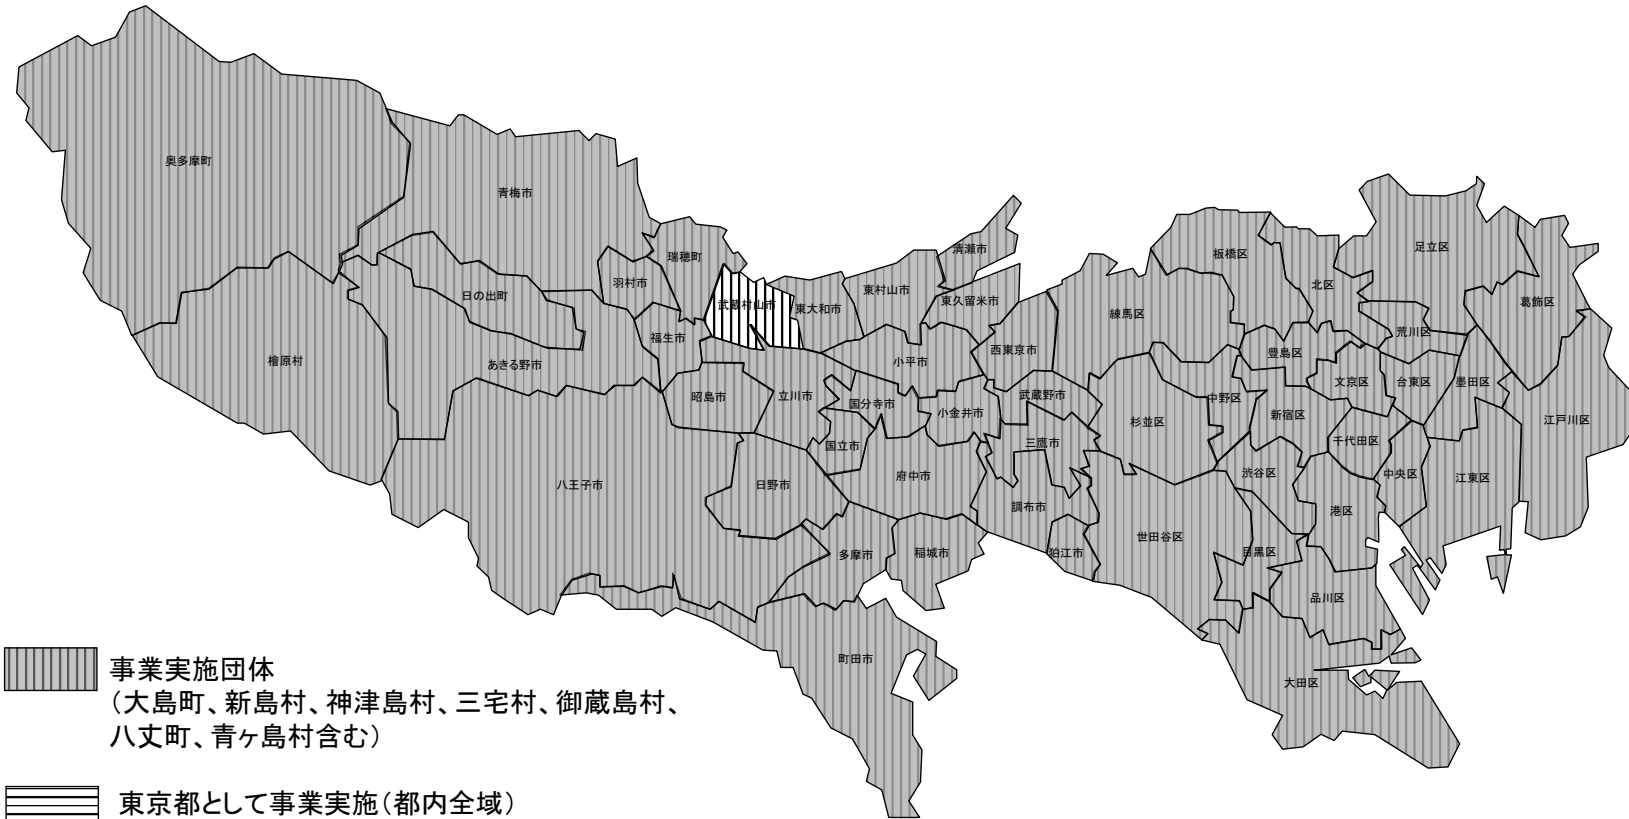 奥多摩町
青梅市
瑞穂町
羽村市
日の出町
檜原村
あきる野市
福生市
武蔵村山市
東大和市
東村山市
清瀬市
東久留米市
西東京市
小平市
昭島市
立川市
国分寺市
小金井市
武蔵野市
国立市
三鷹市
八王子市
日野市
府中市
調布市
狛江市
多摩市
稲城市
町田市
板橋区
北区
足立区
葛飾区
練馬区
荒川区
豊島区
文京区
台東区
墨田区
中野区
杉並区
新宿区
千代田区
江戸川区
渋谷区
中央区
江東区
港区
世田谷区
目黒区
品川区
大田区
事業実施団体
（大島町、新島村、神津島村、三宅村、御蔵島村、
八丈町、青ヶ島村含む）
東京都として事業実施（都内全域）